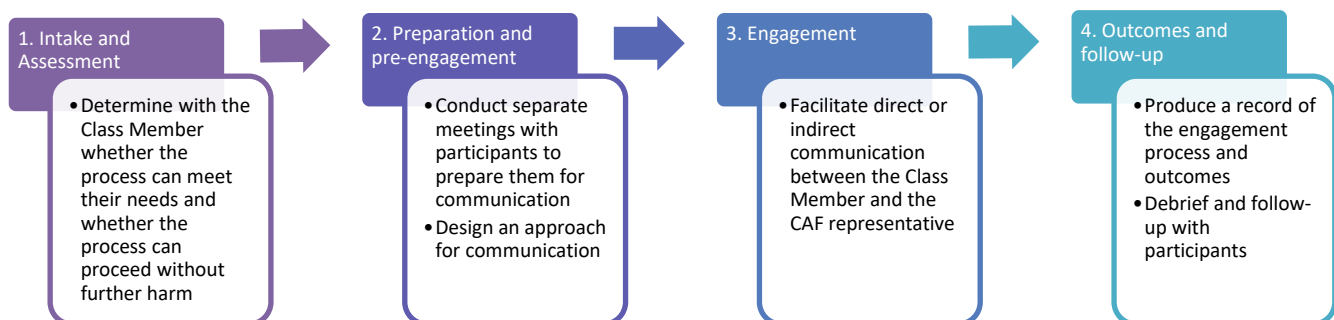 1. Intake and
Assessment
•Determine with the
Class Member
whether the
process can meet
their needs and
whether the
process can
proceed without
further harm
2. Preparation and
pre-engagement
•Conduct separate
meetings with
participants to
prepare them for
communication
•Design an approach
for communication
3. Engagement
•Facilitate direct or
indirect
communication
between the Class
Member and the
CAF representative
4. Outcomes and
follow-up
•Produce a record of
the engagement
process and
outcomes
•Debrief and follow-
up with
participants